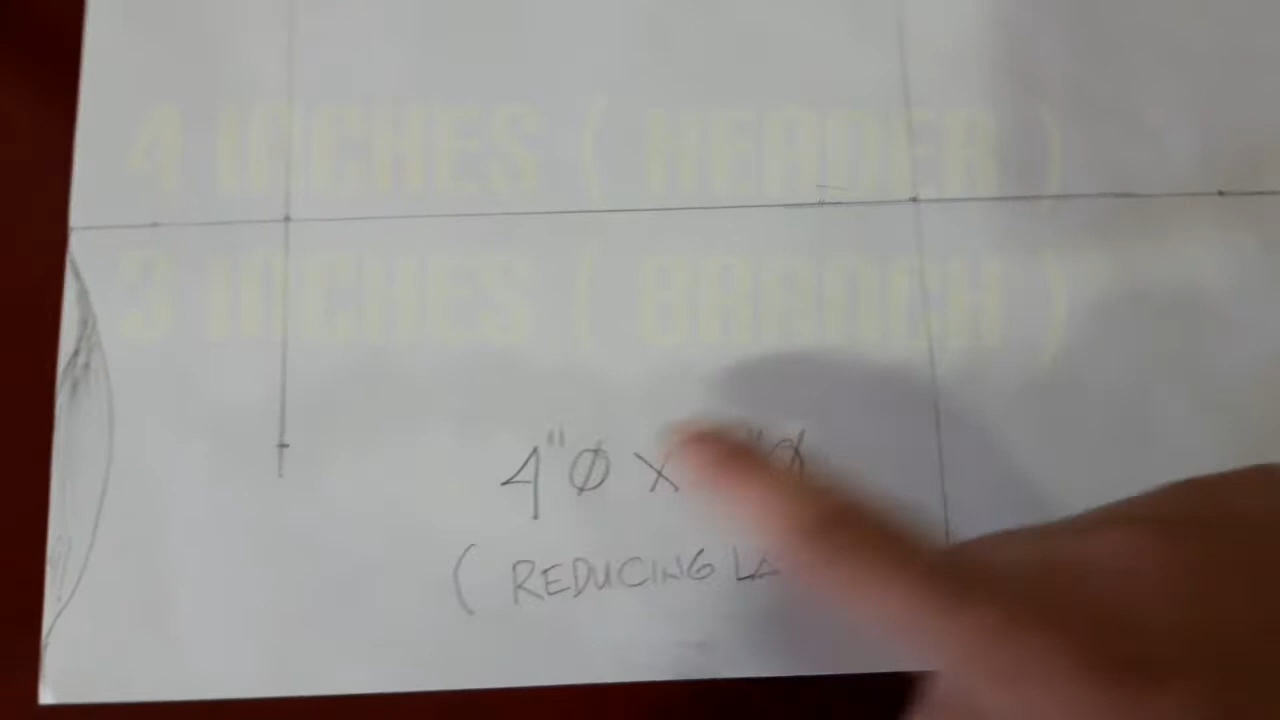 4 INCHES ( HEADER )
3 INCHES ( BRANCH )
4"Ø X "Ø
( REDUCING LA